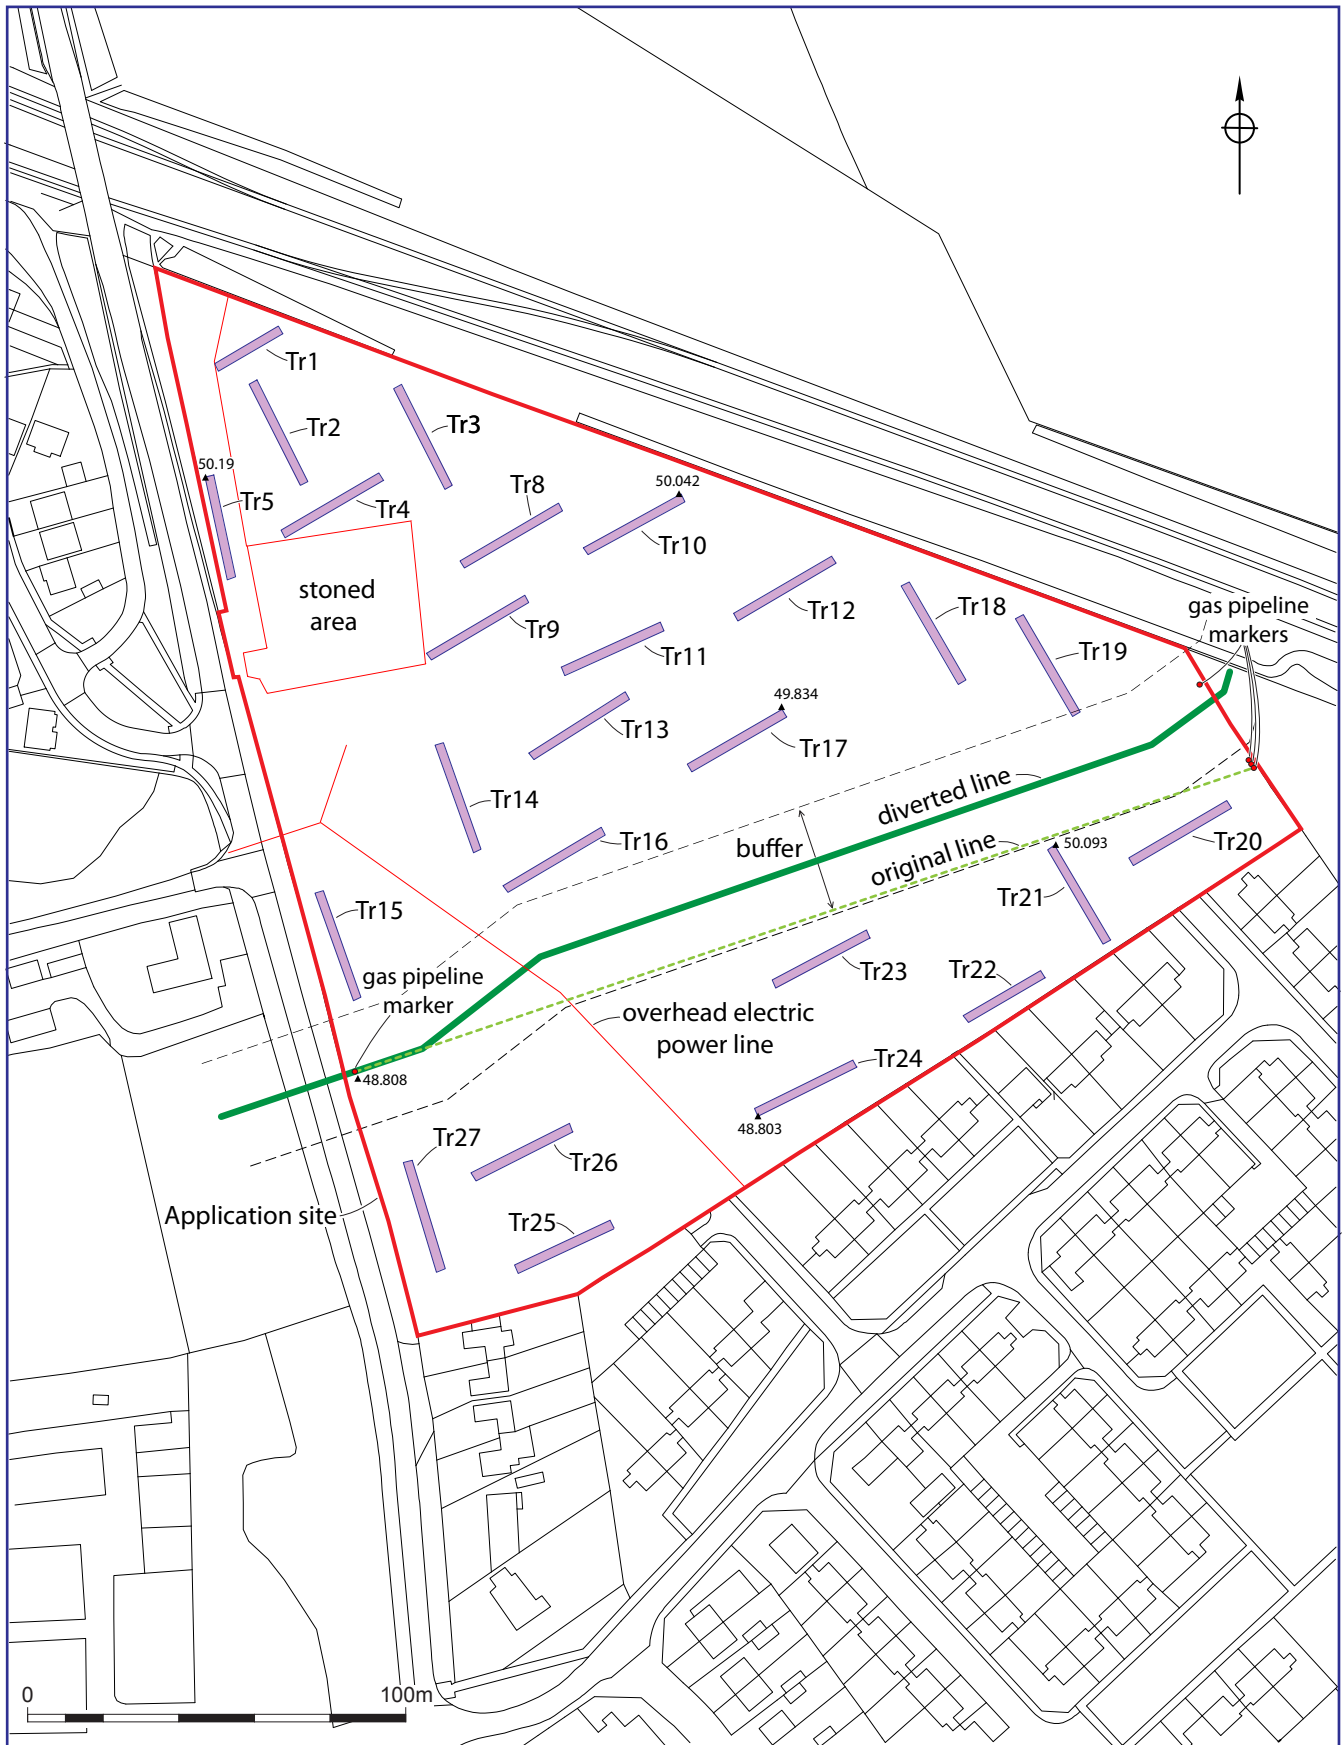 Tr1
Tr2
Tr3
50.19
Tr5
Tr4
Tr8
50.042
Tr10
stoned
area
Tr9
Tr11
Tr12
Tr18
gas pipeline
markers
Tr19
49.834
Tr13
Tr17
Tr14
diverted line
Tr16
buffer
original line
50.093
Tr20
Tr21
Tr15
gas pipeline
marker
Tr23
Tr22
overhead electric
power line
48.808
Tr24
48.803
Tr27
Tr26
Application site
Tr25
0
100m